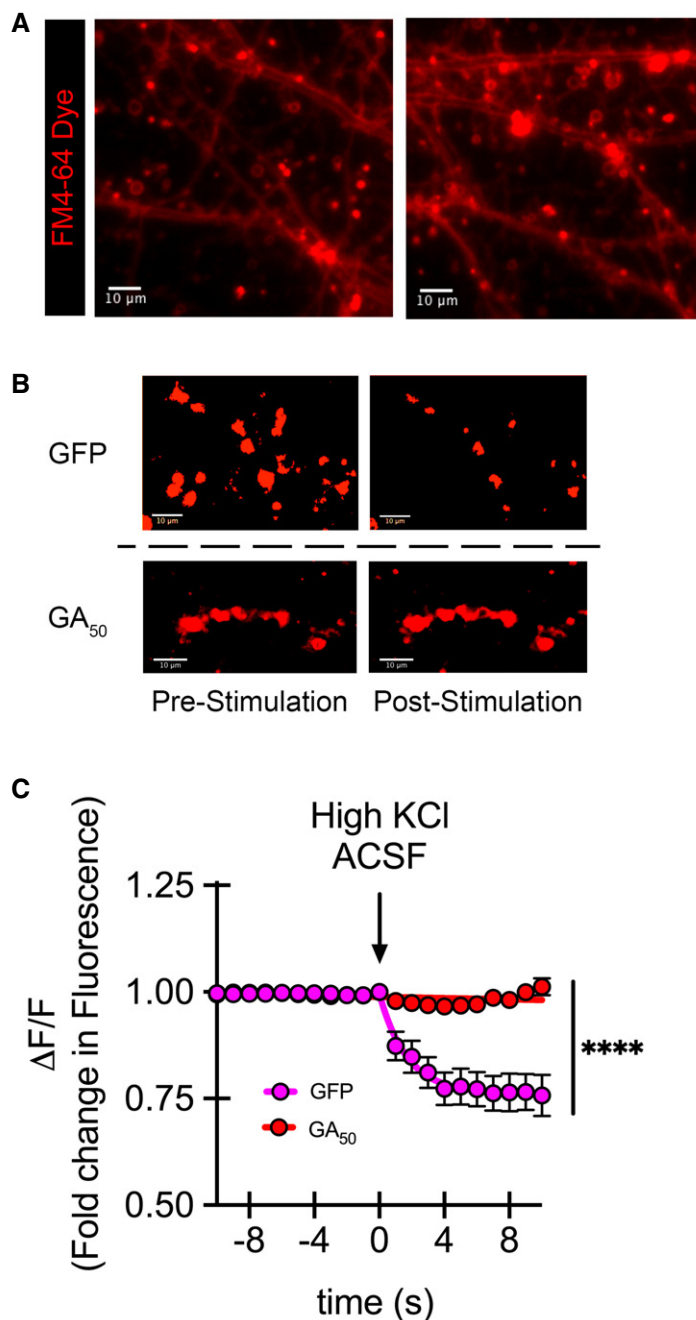 A
FM4-64 Dye
10 µm
10 µm
B
GFP
10 µm
10 µm
GA₅₀
10 µm
10 µm
Pre-Stimulation
Post-Stimulation
C
High KCl
ACSF
ΔF/F
(Fold change in Fluorescence)
1.25
1.00
0.75
0.50
GFP
GA₅₀
****
-8
-4
0
4
8
time (s)